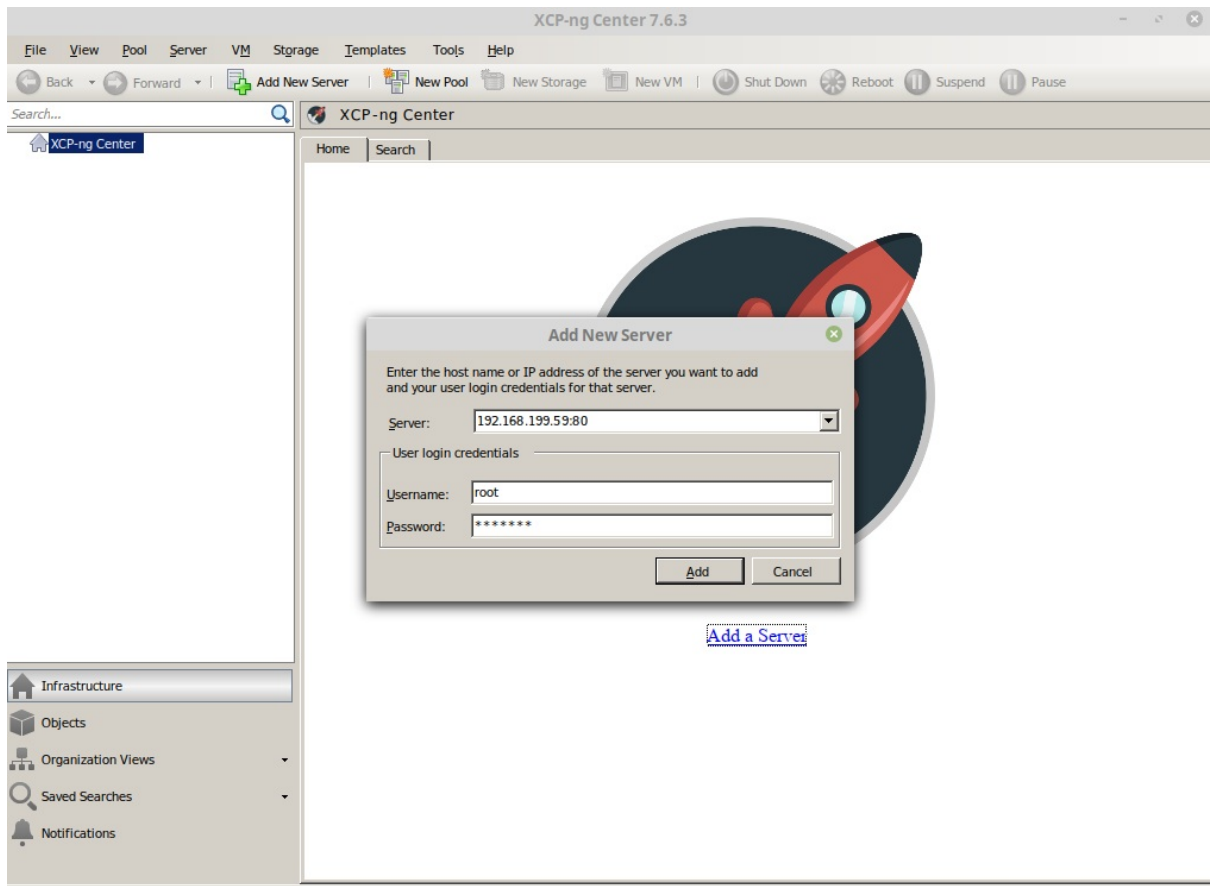 XCP-ng Center 7.6.3
File View Pool Server VM Storage Templates Tools Help
Back Forward Add New Server New Pool New Storage New VM Shut Down Reboot Suspend Pause
Search...
XCP-ng Center
XCP-ng Center
Home Search
Add New Server
Enter the host name or IP address of the server you want to add
and your user login credentials for that server.
Server: 192.168.199.59:80
User login credentials
Username: root
Password: *******
Add Cancel
Add a Server
Infrastructure
Objects
Organization Views
Saved Searches
Notifications